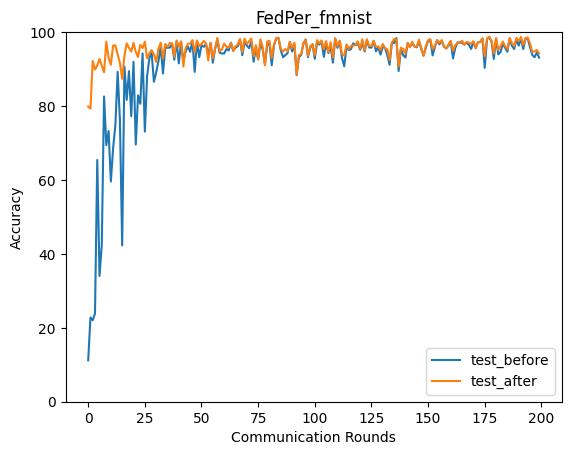 FedPer_fmnist
Accuracy
100
80
60
40
20
0
0 25 50 75 100 125 150 175 200
Communication Rounds
test_before
test_after